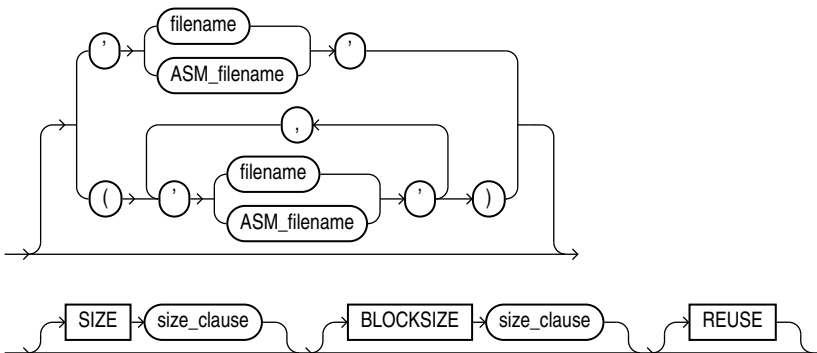 filename
' '
ASM_filename
,
filename
( ' ' )
ASM_filename
SIZE size_clause BLOCKSIZE size_clause REUSE